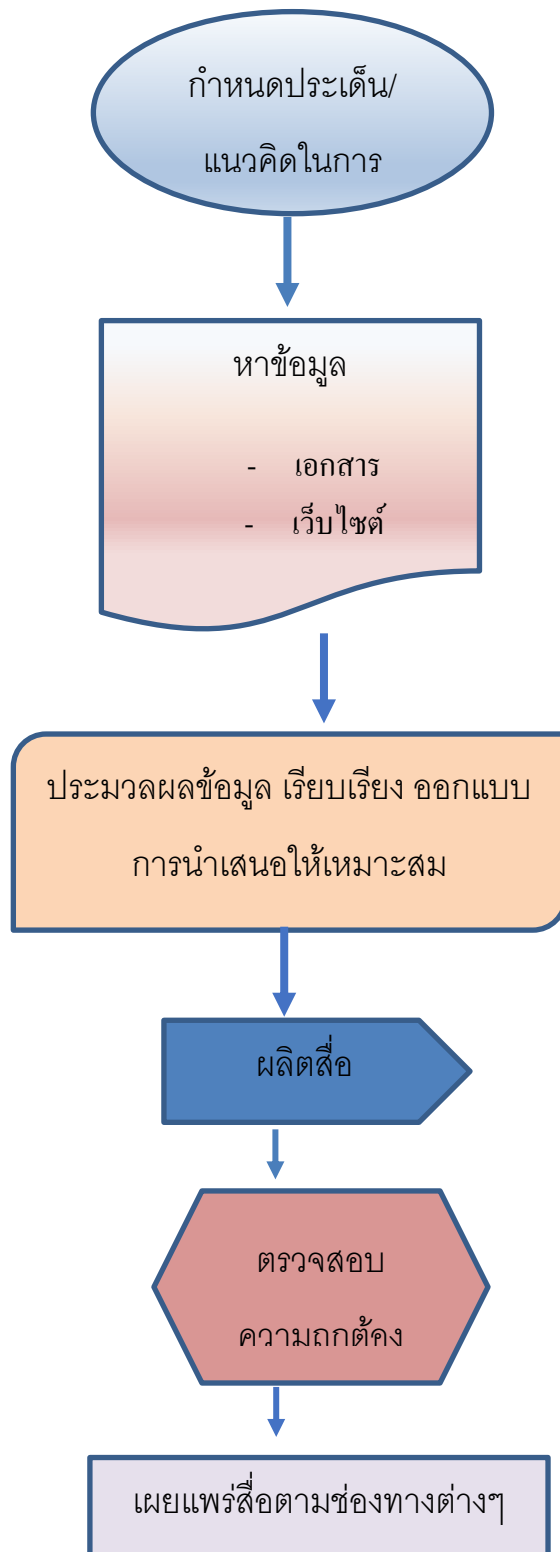 กำหนดประเด็น/
แนวคิดในการ
หาข้อมูล
- เอกสาร
- เว็บไซต์
ประมวลผลข้อมูล เรียบเรียง ออกแบบ
การนำเสนอให้เหมาะสม
ผลิตสื่อ
ตรวจสอบ
ความถกต้อง
เผยแพร่สื่อตามช่องทางต่างๆ